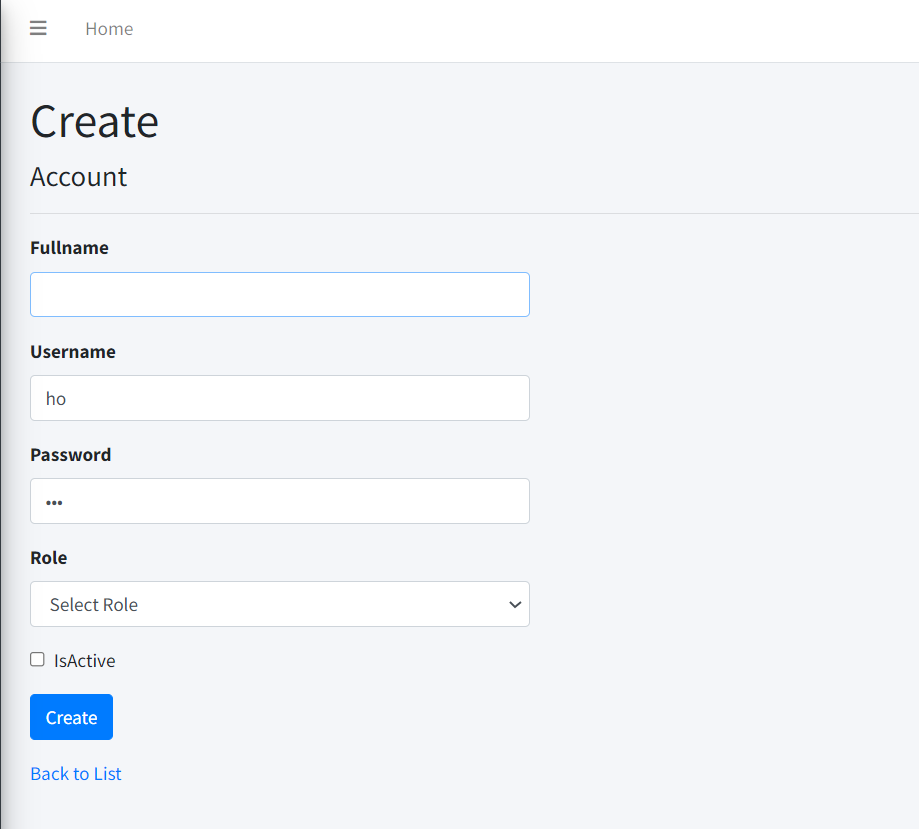 Home
Create
Account
Fullname
Username
ho
Password
•••
Role
Select Role
IsActive
Create
Back to List